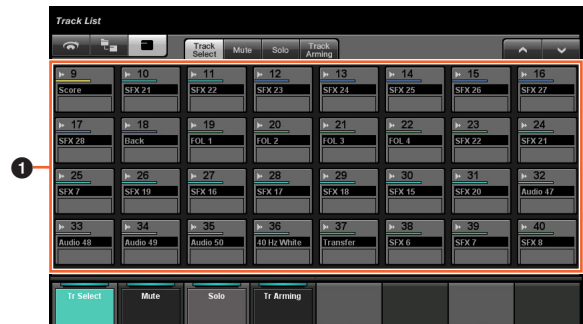 Track List
Track Select Mute Solo Track Arming
9 10 11 12 13 14 15 16
Score SFX 21 SFX 22 SFX 23 SFX 24 SFX 25 SFX 26 SFX 27
17 18 19 20 21 22 23 24
SFX 28 Back FOL 1 FOL 2 FOL 3 FOL 4 SFX 22 SFX 21
1
25 26 27 28 29 30 31 32
SFX 7 SFX 19 SFX 16 SFX 17 SFX 18 SFX 15 SFX 20 Audio 47
33 34 35 36 37 38 39 40
Audio 48 Audio 49 Audio 50 40 Hz White Transfer SFX 6 SFX 7 SFX 8
Tr Select Mute Solo Tr Arming